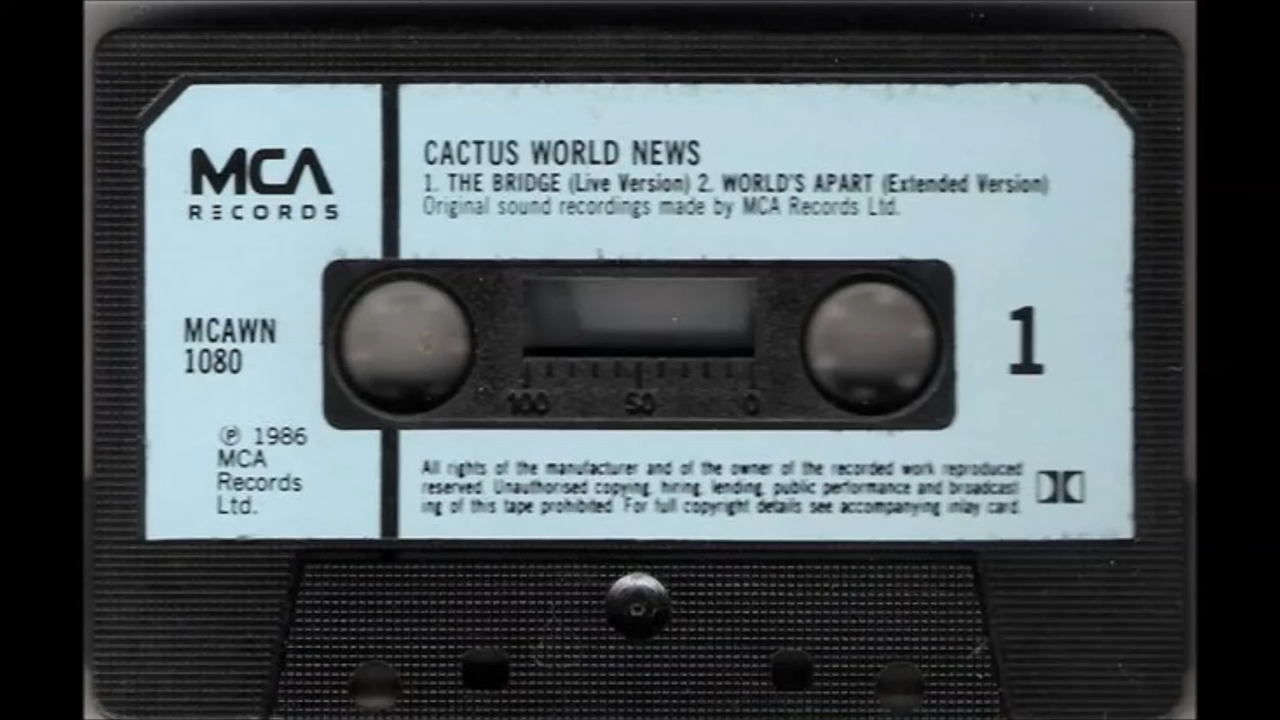 MCA
RECORDS
CACTUS WORLD NEWS
1. THE BRIDGE (Live Version) 2. WORLD'S APART (Extended Version)
Original sound recordings made by MCA Records Ltd.
MCAWN
1080
1
100 50 0
℗ 1986
MCA
Records
Ltd.
All rights of the manufacturer and of the owner of the recorded work reproduced
reserved. Unauthorised copying, hiring, lending, public performance and broadcast
ing of this tape prohibited. For full copyright details see accompanying inlay card.